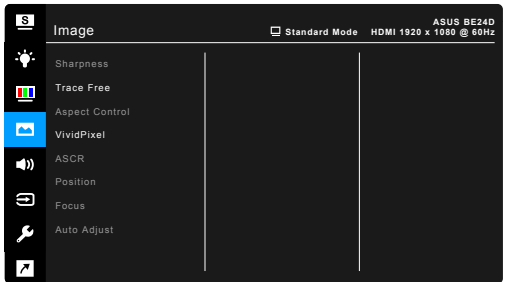 S
Image
Standard Mode
ASUS BE24D
HDMI 1920 x 1080 @ 60Hz
Sharpness
Trace Free
Aspect Control
VividPixel
ASCR
Position
Focus
Auto Adjust